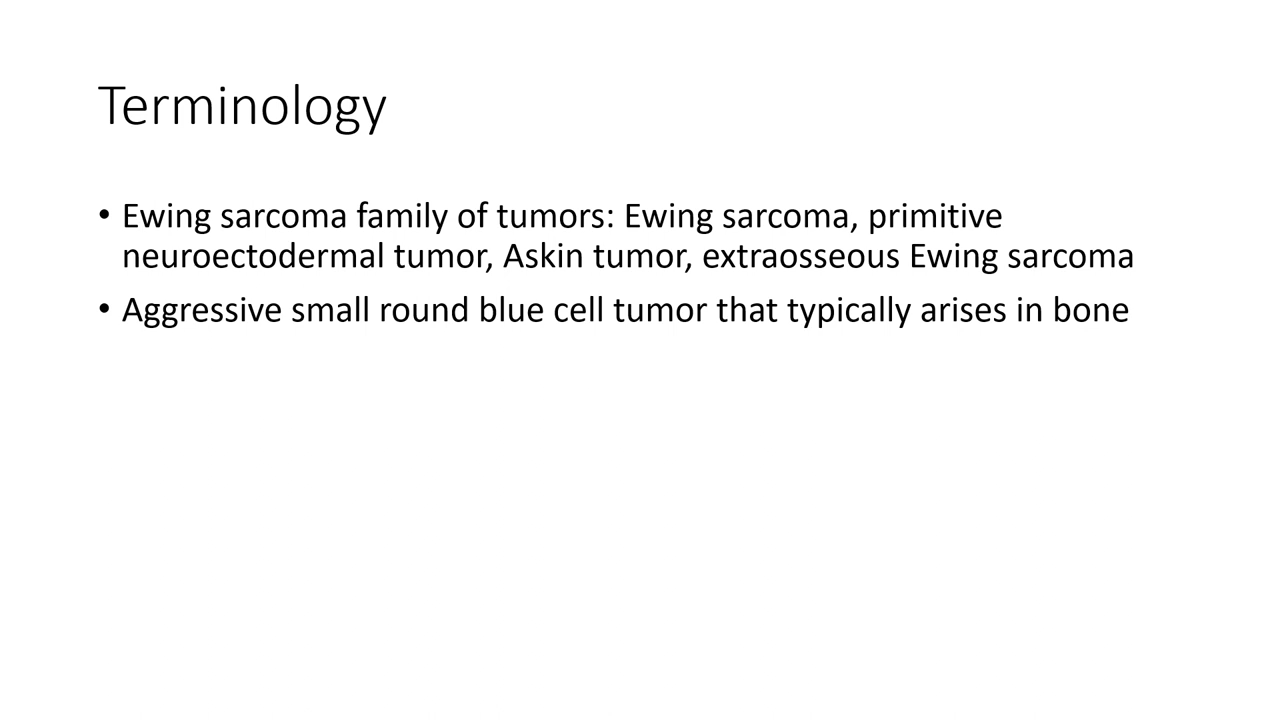 Terminology
• Ewing sarcoma family of tumors: Ewing sarcoma, primitive
neuroectodermal tumor, Askin tumor, extraosseous Ewing sarcoma
• Aggressive small round blue cell tumor that typically arises in bone